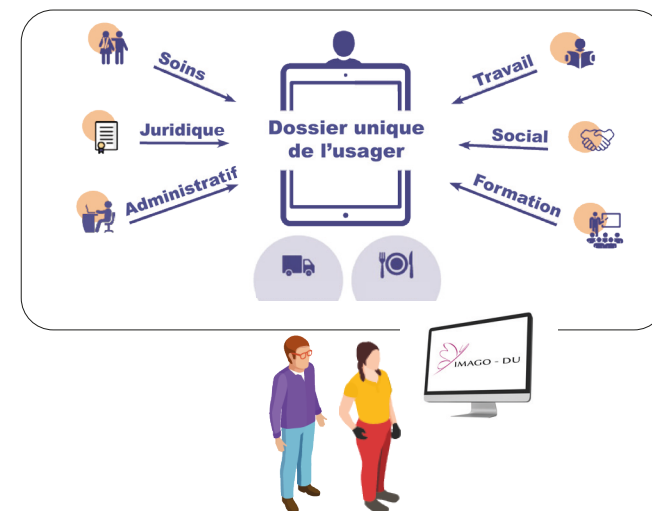 Soins
Travail
Juridique
Dossier unique
de l'usager
Social
Administratif
Formation
IMAGO - DU